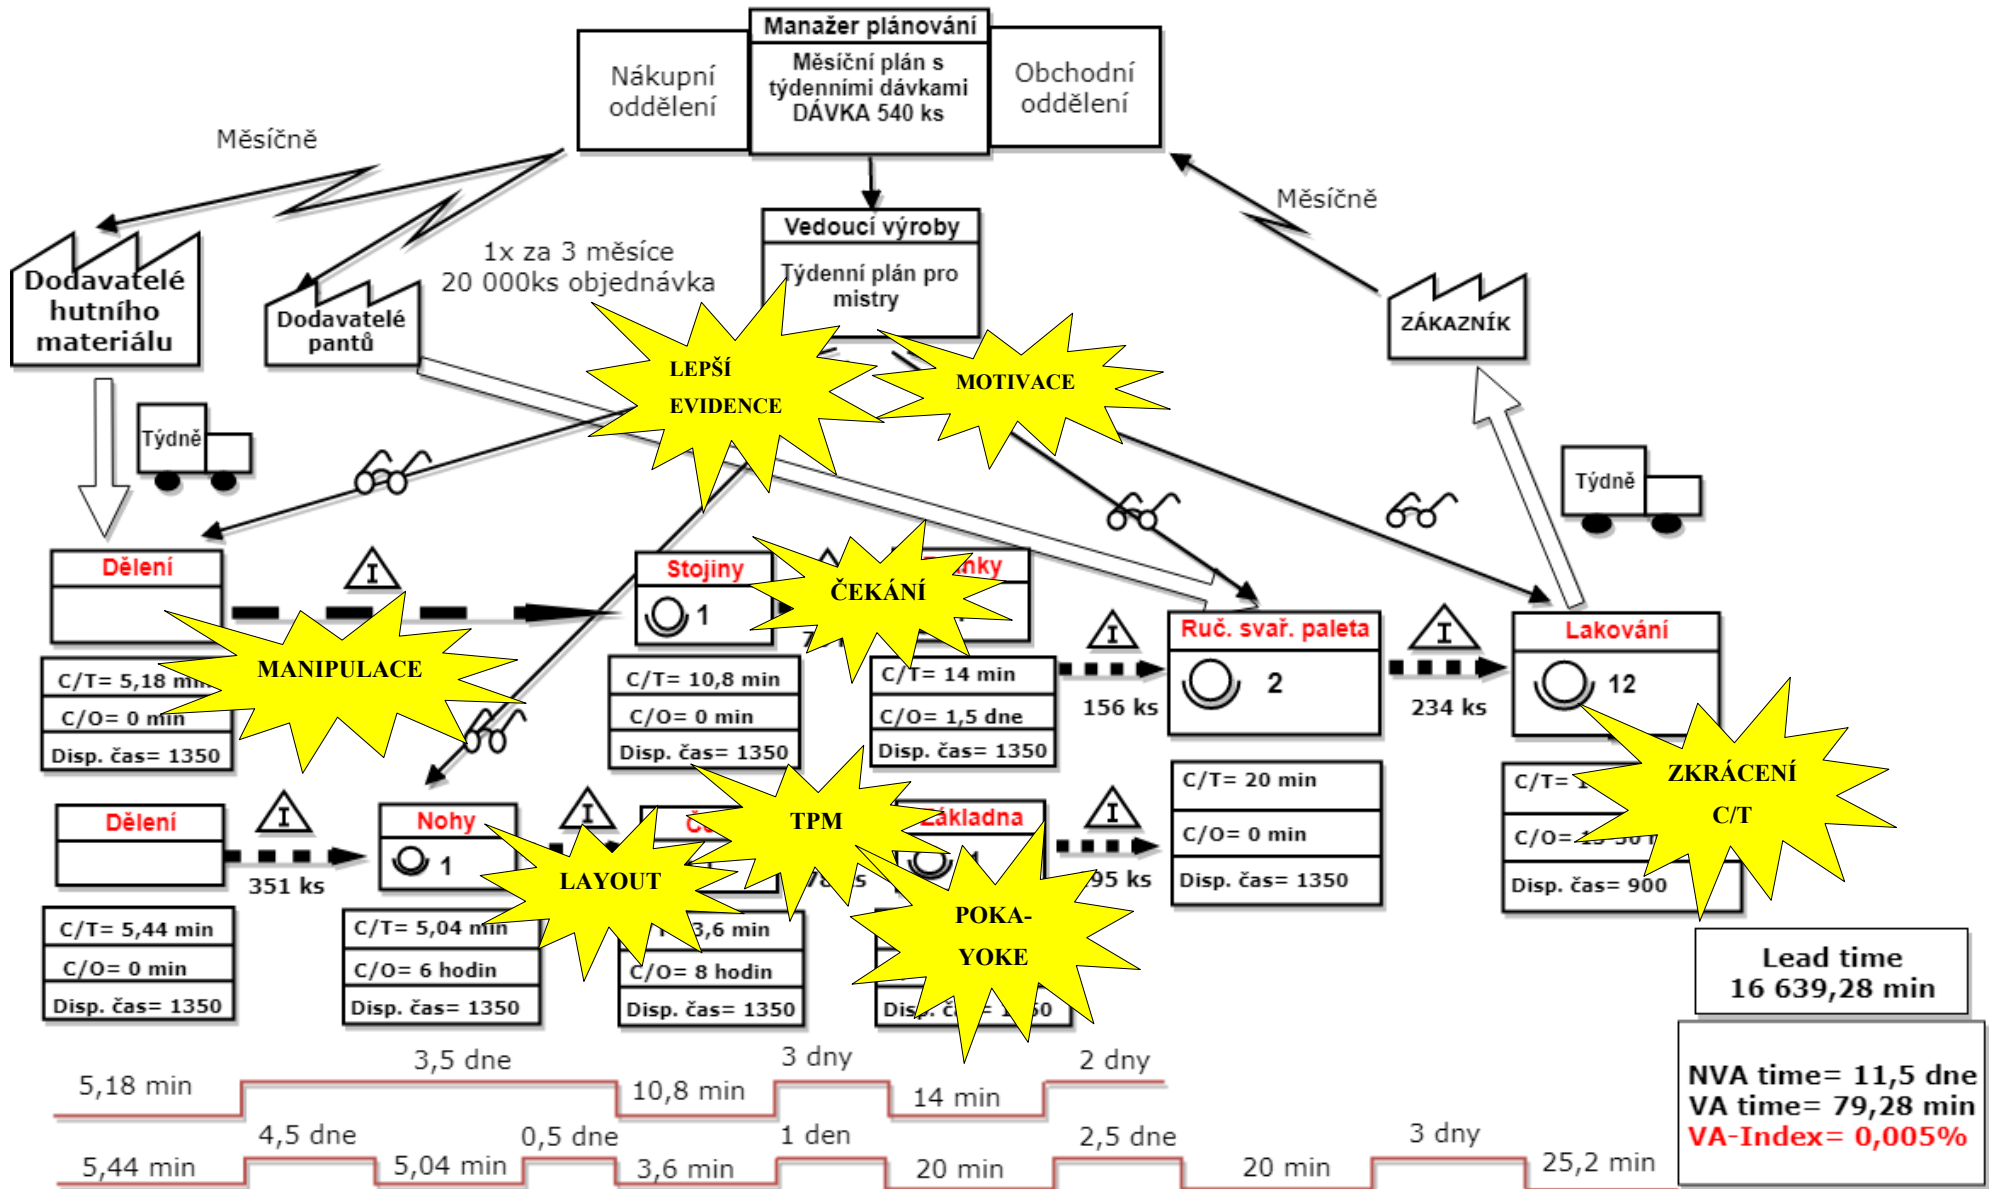 Manažer plánování
Měsíční plán s
týdenními dávkami
DÁVKA 540 ks
Nákupní
oddělení
Obchodní
oddělení
Měsíčně
Měsíčně
Vedoucí výroby
Týdenní plán pro
mistry
1x za 3 měsíce
20 000ks objednávka
Dodavatelé
hutního
materiálu
Dodavatelé
pantů
ZÁKAZNÍK
LEPŠÍ
EVIDENCE
MOTIVACE
Týdně
Týdně
Dělení
I
Stojiny
1
ČEKÁNÍ
I
Ruč. svař. paleta
2
I
Lakování
12
MANIPULACE
C/T= 5,18 min
C/O= 0 min
Disp. čas= 1350
C/T= 10,8 min
C/O= 0 min
Disp. čas= 1350
C/T= 14 min
C/O= 1,5 dne
Disp. čas= 1350
156 ks
234 ks
ZKRÁCENÍ
C/T
Dělení
I
351 ks
Nohy
1
I
LAYOUT
TPM
Základna
I
POKA-
YOKE
C/T= 20 min
C/O= 0 min
Disp. čas= 1350
Disp. čas= 900
C/T= 5,44 min
C/O= 0 min
Disp. čas= 1350
C/T= 5,04 min
C/O= 6 hodin
Disp. čas= 1350
3,6 min
C/O= 8 hodin
Disp. čas= 1350
Lead time
16 639,28 min
NVA time= 11,5 dne
VA time= 79,28 min
VA-Index= 0,005%
5,18 min
3,5 dne
10,8 min
3 dny
14 min
2 dny
5,44 min
4,5 dne
5,04 min
0,5 dne
3,6 min
1 den
20 min
2,5 dne
20 min
3 dny
25,2 min